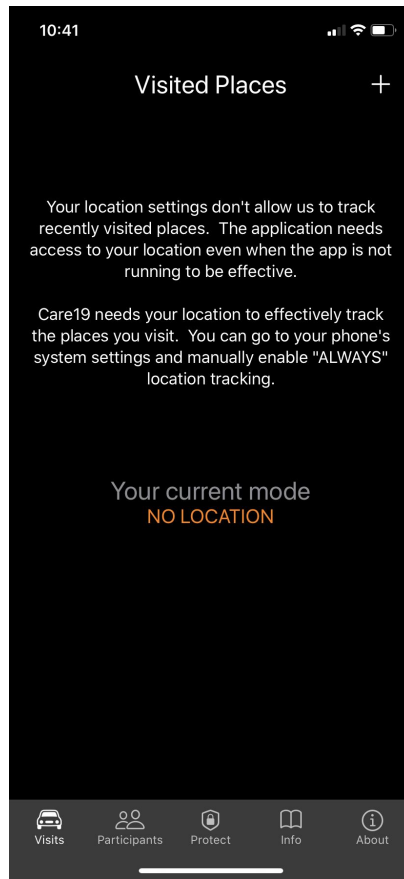 10:41
Visited Places +
Your location settings don't allow us to track
recently visited places.  The application needs
access to your location even when the app is not
running to be effective.
Care19 needs your location to effectively track
the places you visit.  You can go to your phone's
system settings and manually enable "ALWAYS"
location tracking.
Your current mode
NO LOCATION
Visits Participants Protect Info About